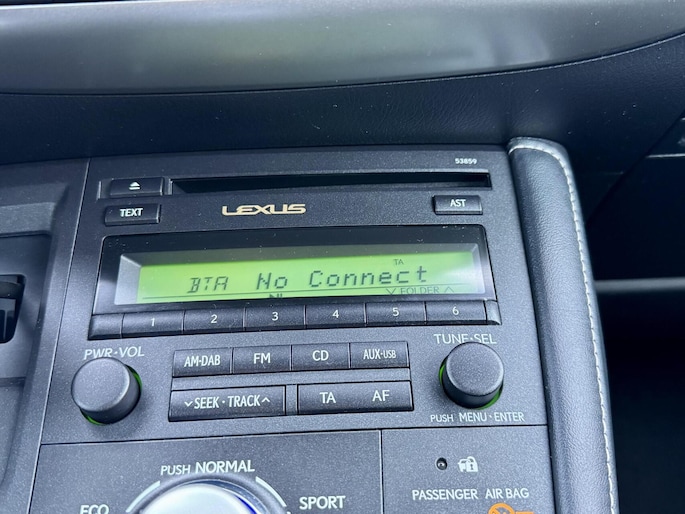 53859
TEXT
LEXUS
AST
TA
BTA No Connect
FOLDER
1 2 3 4 5 6
PWR·VOL
TUNE·SEL
AM·DAB FM CD AUX·USB
SEEK·TRACK TA AF
PUSH MENU·ENTER
PUSH NORMAL
ECO
SPORT
PASSENGER AIR BAG